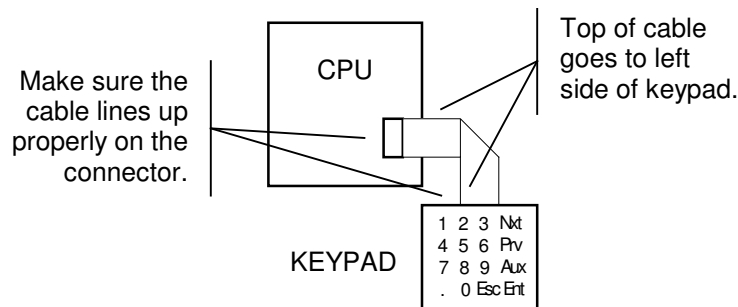 Make sure the
cable lines up
properly on the
connector.
CPU
Top of cable
goes to left
side of keypad.
KEYPAD
1 2 3 Nxt
4 5 6 Prv
7 8 9 Aux
. 0 Esc Ent